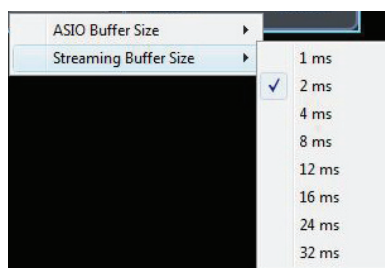 ASIO Buffer Size
Streaming Buffer Size
1 ms
2 ms
4 ms
8 ms
12 ms
16 ms
24 ms
32 ms